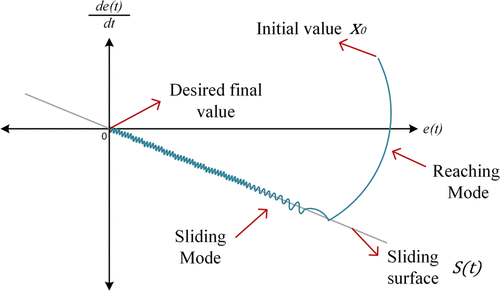 de(t)
dt
Initial value x₀
Desired final
value
0
e(t)
Reaching
Mode
Sliding
Mode
Sliding
surface S(t)